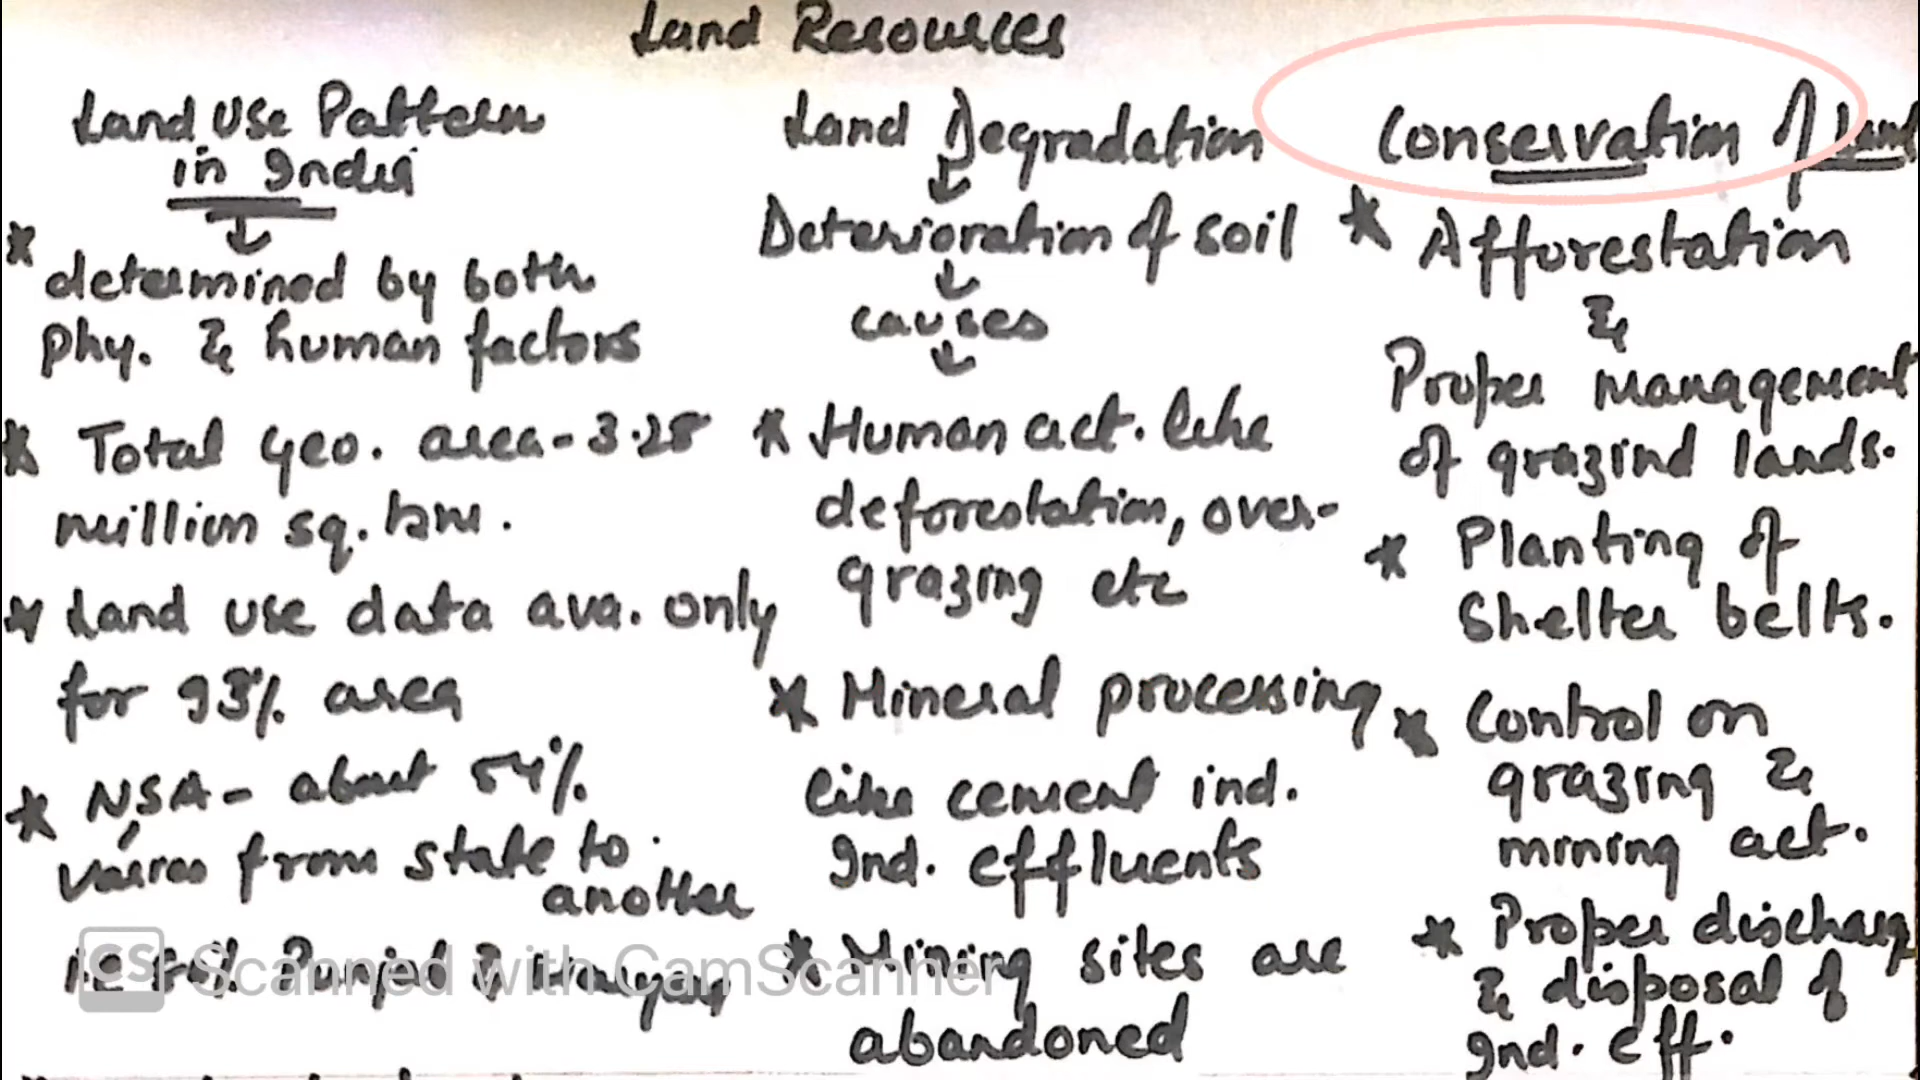 Land Resources
Land Use Pattern
in India
* determined by both
phy. & human factors
* Total geo. area - 3.28
million sq. km.
* Land use data ava. only
for 93% area
* NSA - about 54%
varies from state to
another
Punjab & Haryana
Land Degradation
Deterioration of soil
causes
* Human act. like
deforestation, over-
grazing etc
* Mineral processing
like cement ind.
Ind. effluents
* Mining sites are
abandoned
Conservation of Land
* Afforestation
&
Proper management
of grazind lands.
* Planting of
Shelter belts.
* Control on
grazing &
mining act.
* Proper discharg
& disposal of
Ind. eff.
CS Scanned with CamScanner